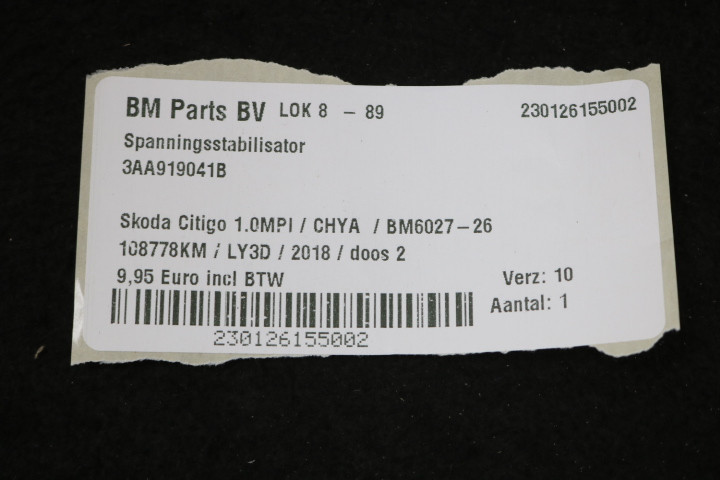 BM Parts BV LOK 8 - 89 230126155002
Spanningsstabilisator
3AA919041B
Skoda Citigo 1.0MPI / CHYA / BM6027-26
108778KM / LY3D / 2018 / doos 2
9,95 Euro incl BTW Verz: 10
Aantal: 1
230126155002